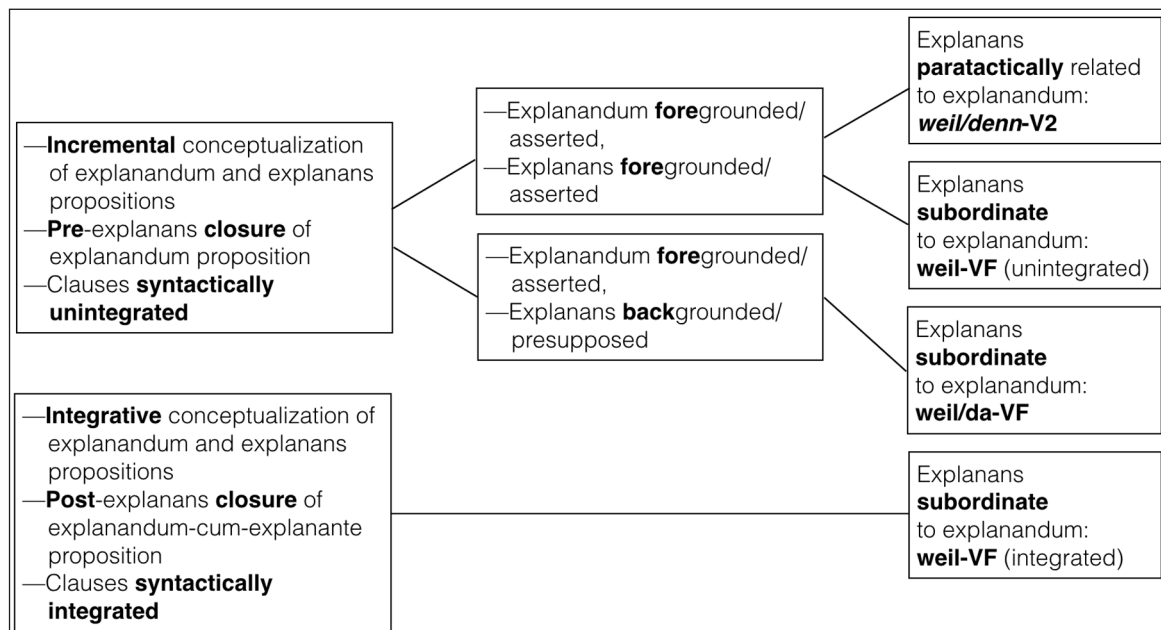 —Incremental conceptualization
of explanandum and explanans
propositions
—Pre-explanans closure of
explanandum proposition
—Clauses syntactically
unintegrated
—Integrative conceptualization of
explanandum and explanans
propositions
—Post-explanans closure of
explanandum-cum-explanante
proposition
—Clauses syntactically
integrated
—Explanandum foregrounded/
asserted,
—Explanans foregrounded/
asserted
—Explanandum foregrounded/
asserted,
—Explanans backgrounded/
presupposed
Explanans
paratactically related
to explanandum:
weil/denn-V2
Explanans
subordinate
to explanandum:
weil-VF (unintegrated)
Explanans
subordinate
to explanandum:
weil/da-VF
Explanans
subordinate
to explanandum:
weil-VF (integrated)